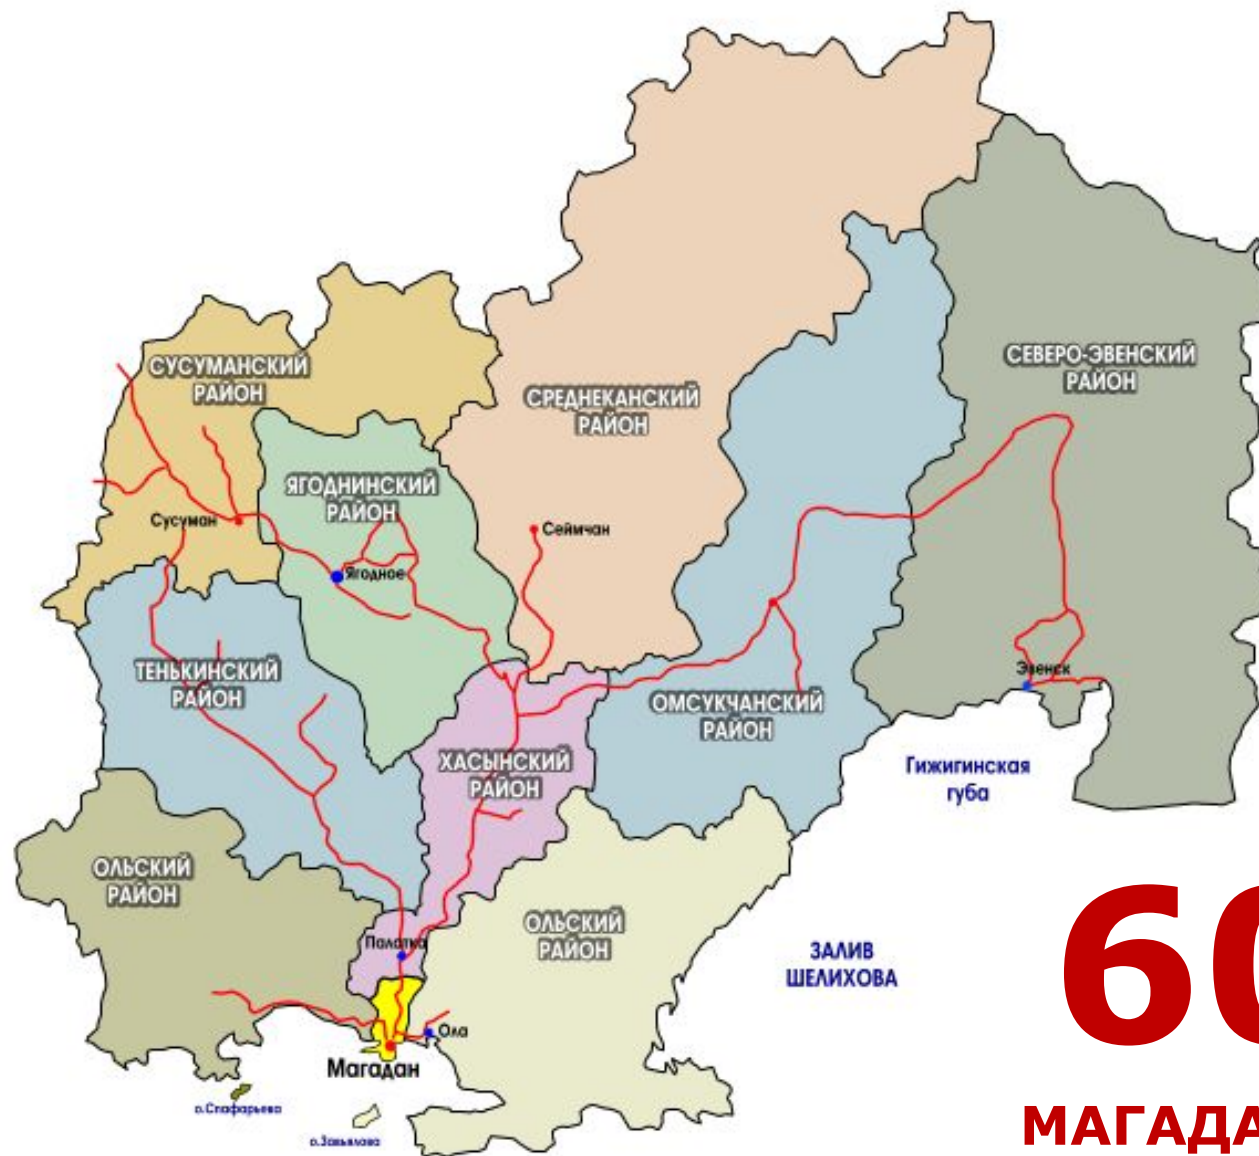 СЕВЕРО-ЭВЕНСКИЙ
РАЙОН
СУСУМАНСКИЙ
РАЙОН
СРЕДНЕКАНСКИЙ
РАЙОН
ЯГОДНИНСКИЙ
РАЙОН
Сусуман
Сеймчан
Ягодное
ТЕНЬКИНСКИЙ
РАЙОН
Эвенск
ОМСУКЧАНСКИЙ
РАЙОН
ХАСЫНСКИЙ
РАЙОН
Гижигинская
губа
ОЛЬСКИЙ
РАЙОН
ОЛЬСКИЙ
РАЙОН
Палатка
ЗАЛИВ
ШЕЛИХОВА
60
Ола
Магадан
о.Спафарьева
о.Завьялова
МАГАДА